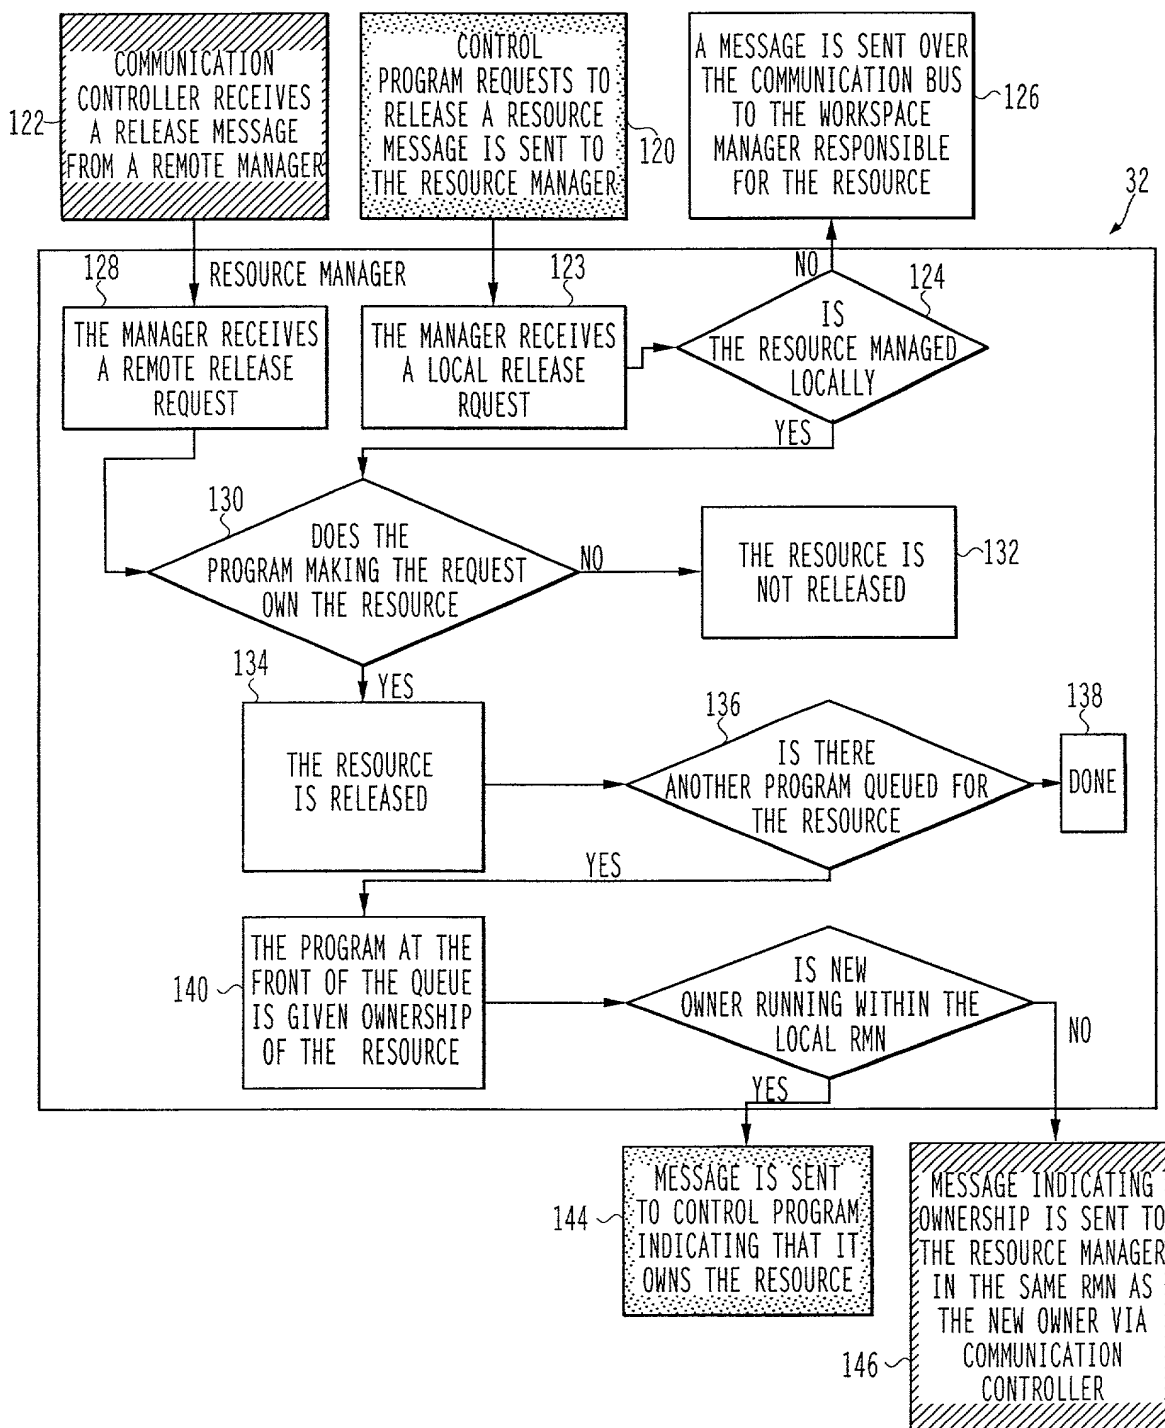 COMMUNICATION
CONTROLLER RECEIVES
A RELEASE MESSAGE
FROM A REMOTE MANAGER
122
CONTROL
PROGRAM REQUESTS TO
RELEASE A RESOURCE
MESSAGE IS SENT TO
THE RESOURCE MANAGER
120
A MESSAGE IS SENT OVER
THE COMMUNICATION BUS
TO THE WORKSPACE
MANAGER RESPONSIBLE
FOR THE RESOURCE
126
32
RESOURCE MANAGER
128
THE MANAGER RECEIVES
A REMOTE RELEASE
REQUEST
123
THE MANAGER RECEIVES
A LOCAL RELEASE
RQUEST
NO
124
IS
THE RESOURCE MANAGED
LOCALLY
YES
130
DOES THE
PROGRAM MAKING THE REQUEST
OWN THE RESOURCE
NO
THE RESOURCE IS
NOT RELEASED
132
YES
134
THE RESOURCE
IS RELEASED
136
IS THERE
ANOTHER PROGRAM QUEUED FOR
THE RESOURCE
138
DONE
YES
THE PROGRAM AT THE
FRONT OF THE QUEUE
IS GIVEN OWNERSHIP
OF THE RESOURCE
140
IS NEW
OWNER RUNNING WITHIN THE
LOCAL RMN
NO
YES
MESSAGE IS SENT
TO CONTROL PROGRAM
INDICATING THAT IT
OWNS THE RESOURCE
144
MESSAGE INDICATING
OWNERSHIP IS SENT TO
THE RESOURCE MANAGER
IN THE SAME RMN AS
THE NEW OWNER VIA
COMMUNICATION
CONTROLLER
146